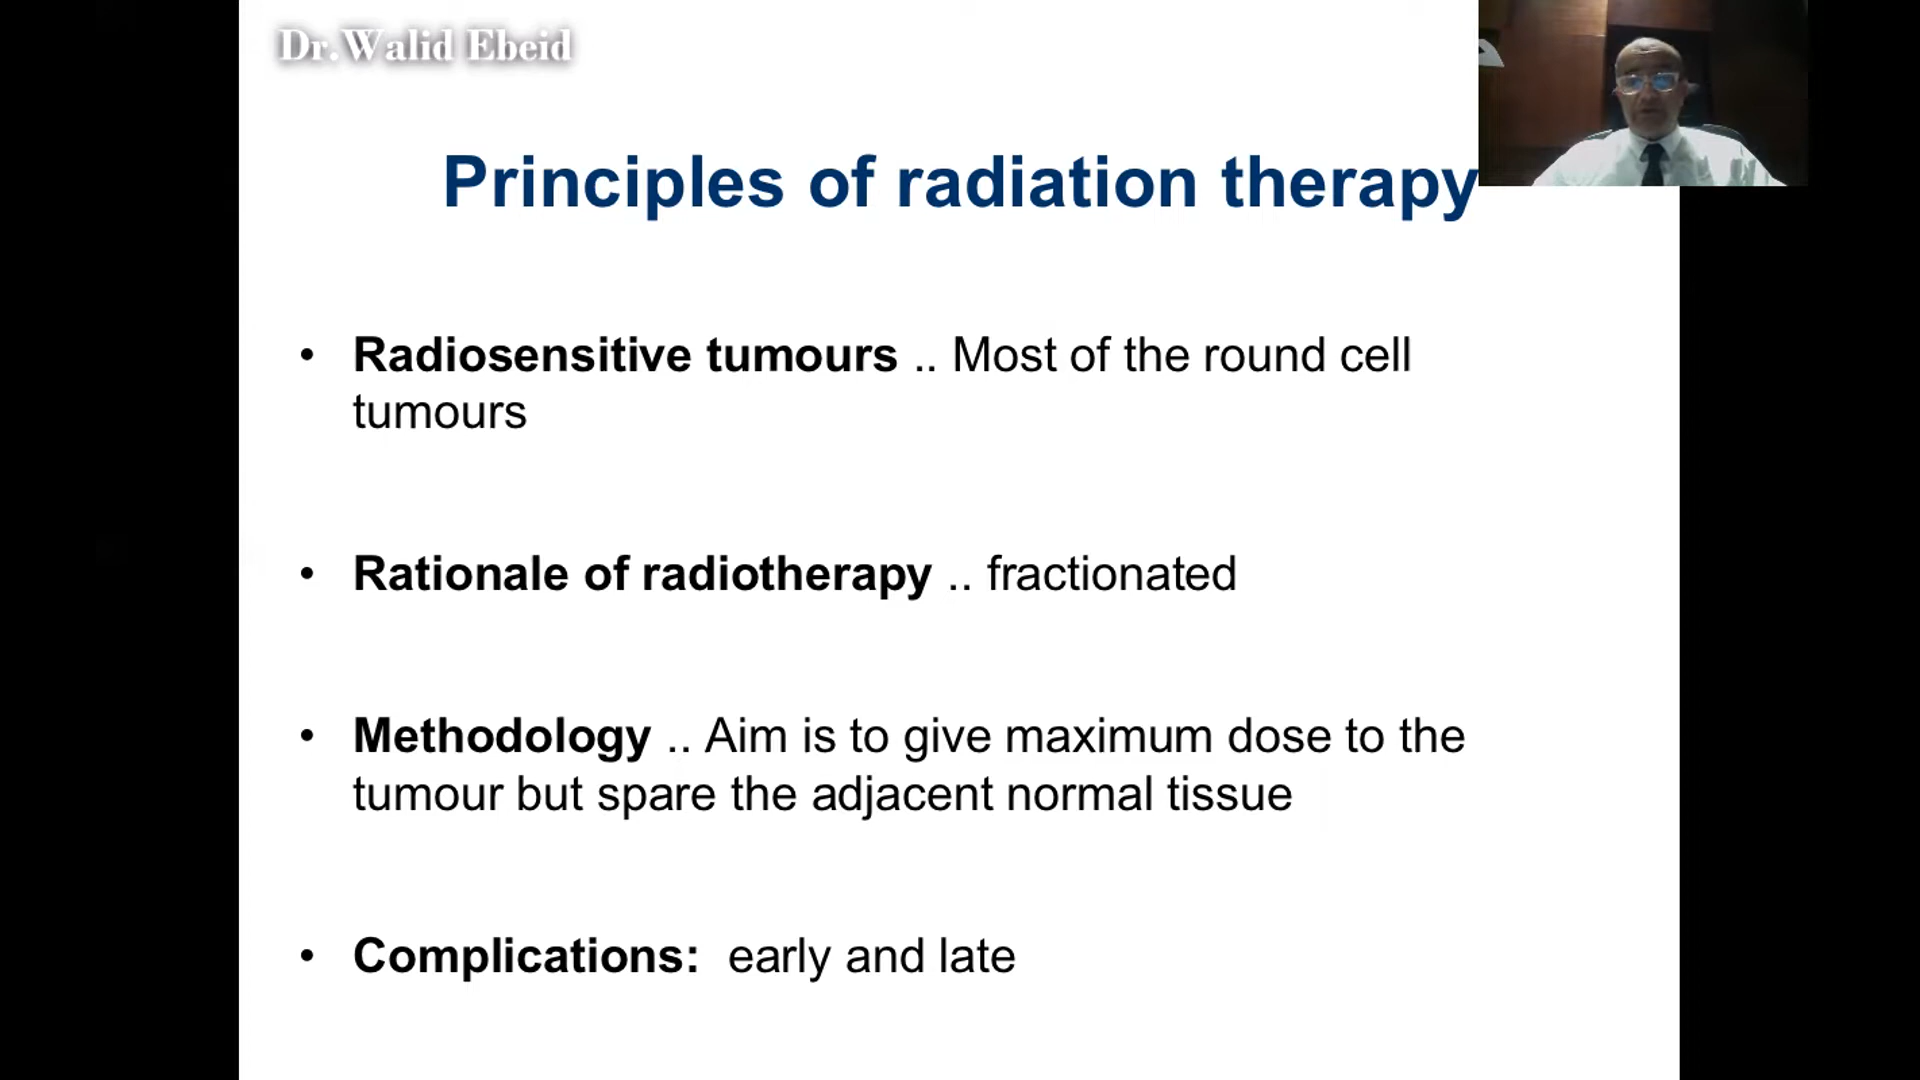 Dr.Walid Ebeid
Principles of radiation therapy
• Radiosensitive tumours .. Most of the round cell
tumours
• Rationale of radiotherapy .. fractionated
• Methodology .. Aim is to give maximum dose to the
tumour but spare the adjacent normal tissue
• Complications:  early and late